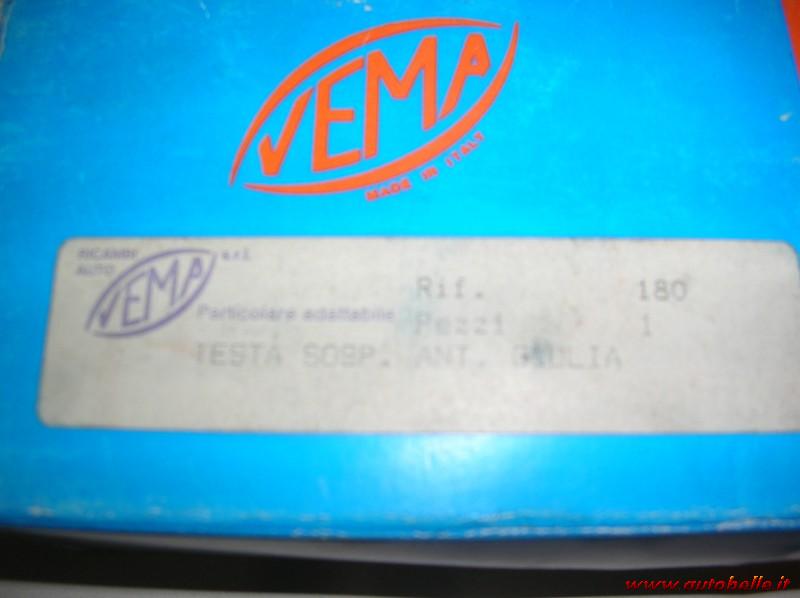 VEMA
MADE IN ITALY
RICAMBI
AUTO
VEMA
s.r.l.
Particolare adattabile
Rif. 180
Pezzi 1
TESTA SOSP. ANT. GIULIA
www.autobelle.it